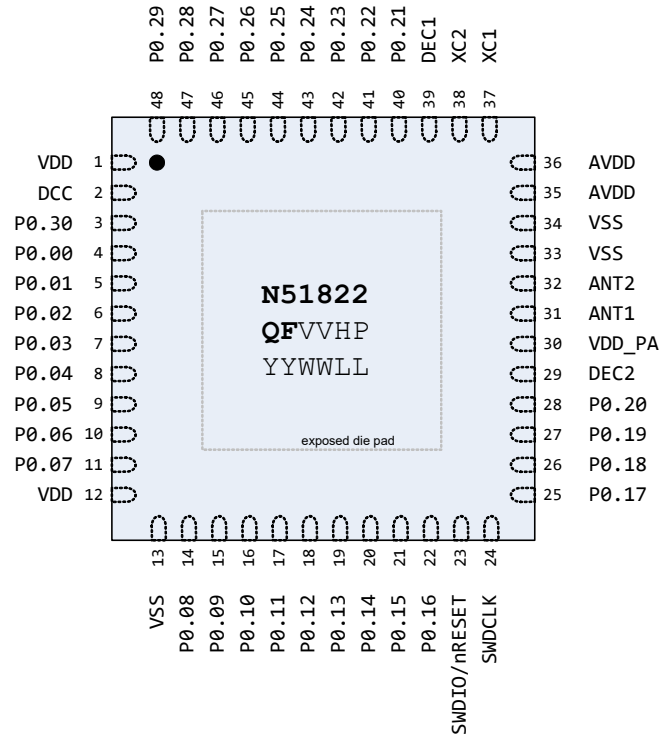 P0.29 P0.28 P0.27 P0.26 P0.25 P0.24 P0.23 P0.22 P0.21 DEC1 XC2 XC1
48 47 46 45 44 43 42 41 40 39 38 37
VDD 1 36 AVDD
DCC 2 35 AVDD
P0.30 3 34 VSS
P0.00 4 33 VSS
P0.01 5 32 ANT2
P0.02 6 31 ANT1
P0.03 7 30 VDD_PA
P0.04 8 29 DEC2
P0.05 9 28 P0.20
P0.06 10 27 P0.19
P0.07 11 26 P0.18
VDD 12 25 P0.17
N51822
QFVVHP
YYWWLL
exposed die pad
13 14 15 16 17 18 19 20 21 22 23 24
VSS P0.08 P0.09 P0.10 P0.11 P0.12 P0.13 P0.14 P0.15 P0.16 SWDIO/nRESET SWDCLK